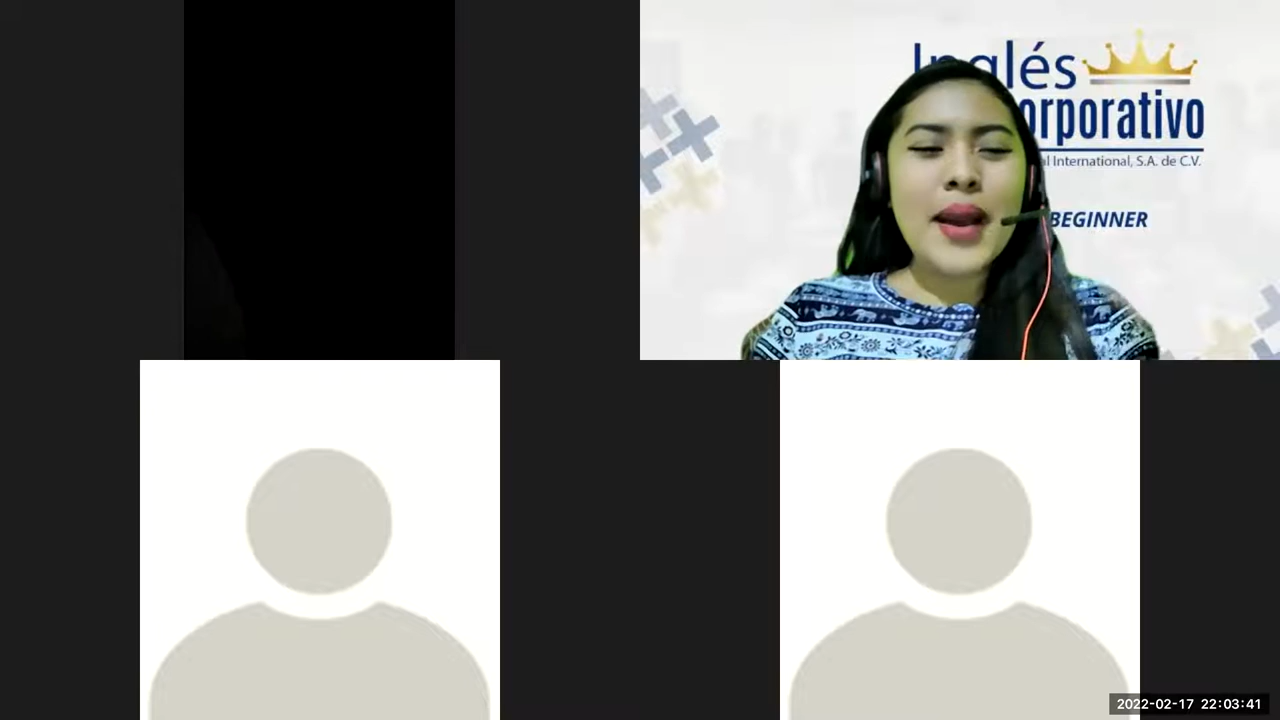 Inglés
orporativo
al International, S.A. de C.V.
BEGINNER
2022-02-17 22:03:41